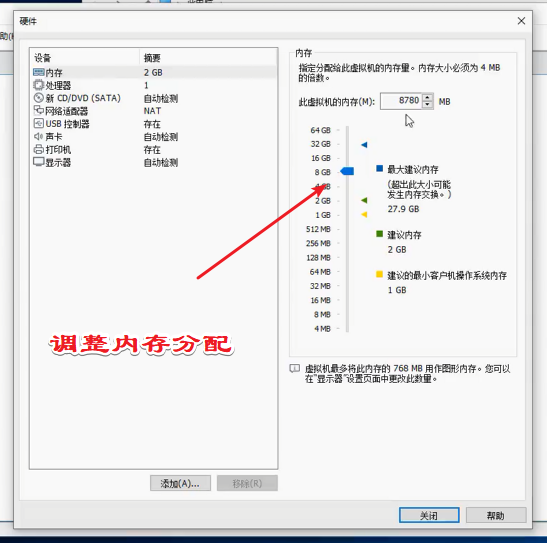 硬件
设备 摘要
内存 2 GB
处理器 1
新 CD/DVD (SATA) 自动检测
网络适配器 NAT
USB 控制器 存在
声卡 自动检测
打印机 存在
显示器 自动检测
调整内存分配
添加(A)... 移除(R)
内存
指定分配给此虚拟机的内存量。内存大小必须为 4 MB
的倍数。
此虚拟机的内存(M): 8780 MB
64 GB
32 GB
16 GB
8 GB
4 GB
2 GB
1 GB
512 MB
256 MB
128 MB
64 MB
32 MB
16 MB
8 MB
4 MB
最大建议内存
(超出此大小可能
发生内存交换。)
27.9 GB
建议内存
2 GB
建议的最小客户机操作系统内存
1 GB
虚拟机最多将此内存的 768 MB 用作图形内存。您可以
在"显示器"设置页面中更改此数量。
关闭 帮助